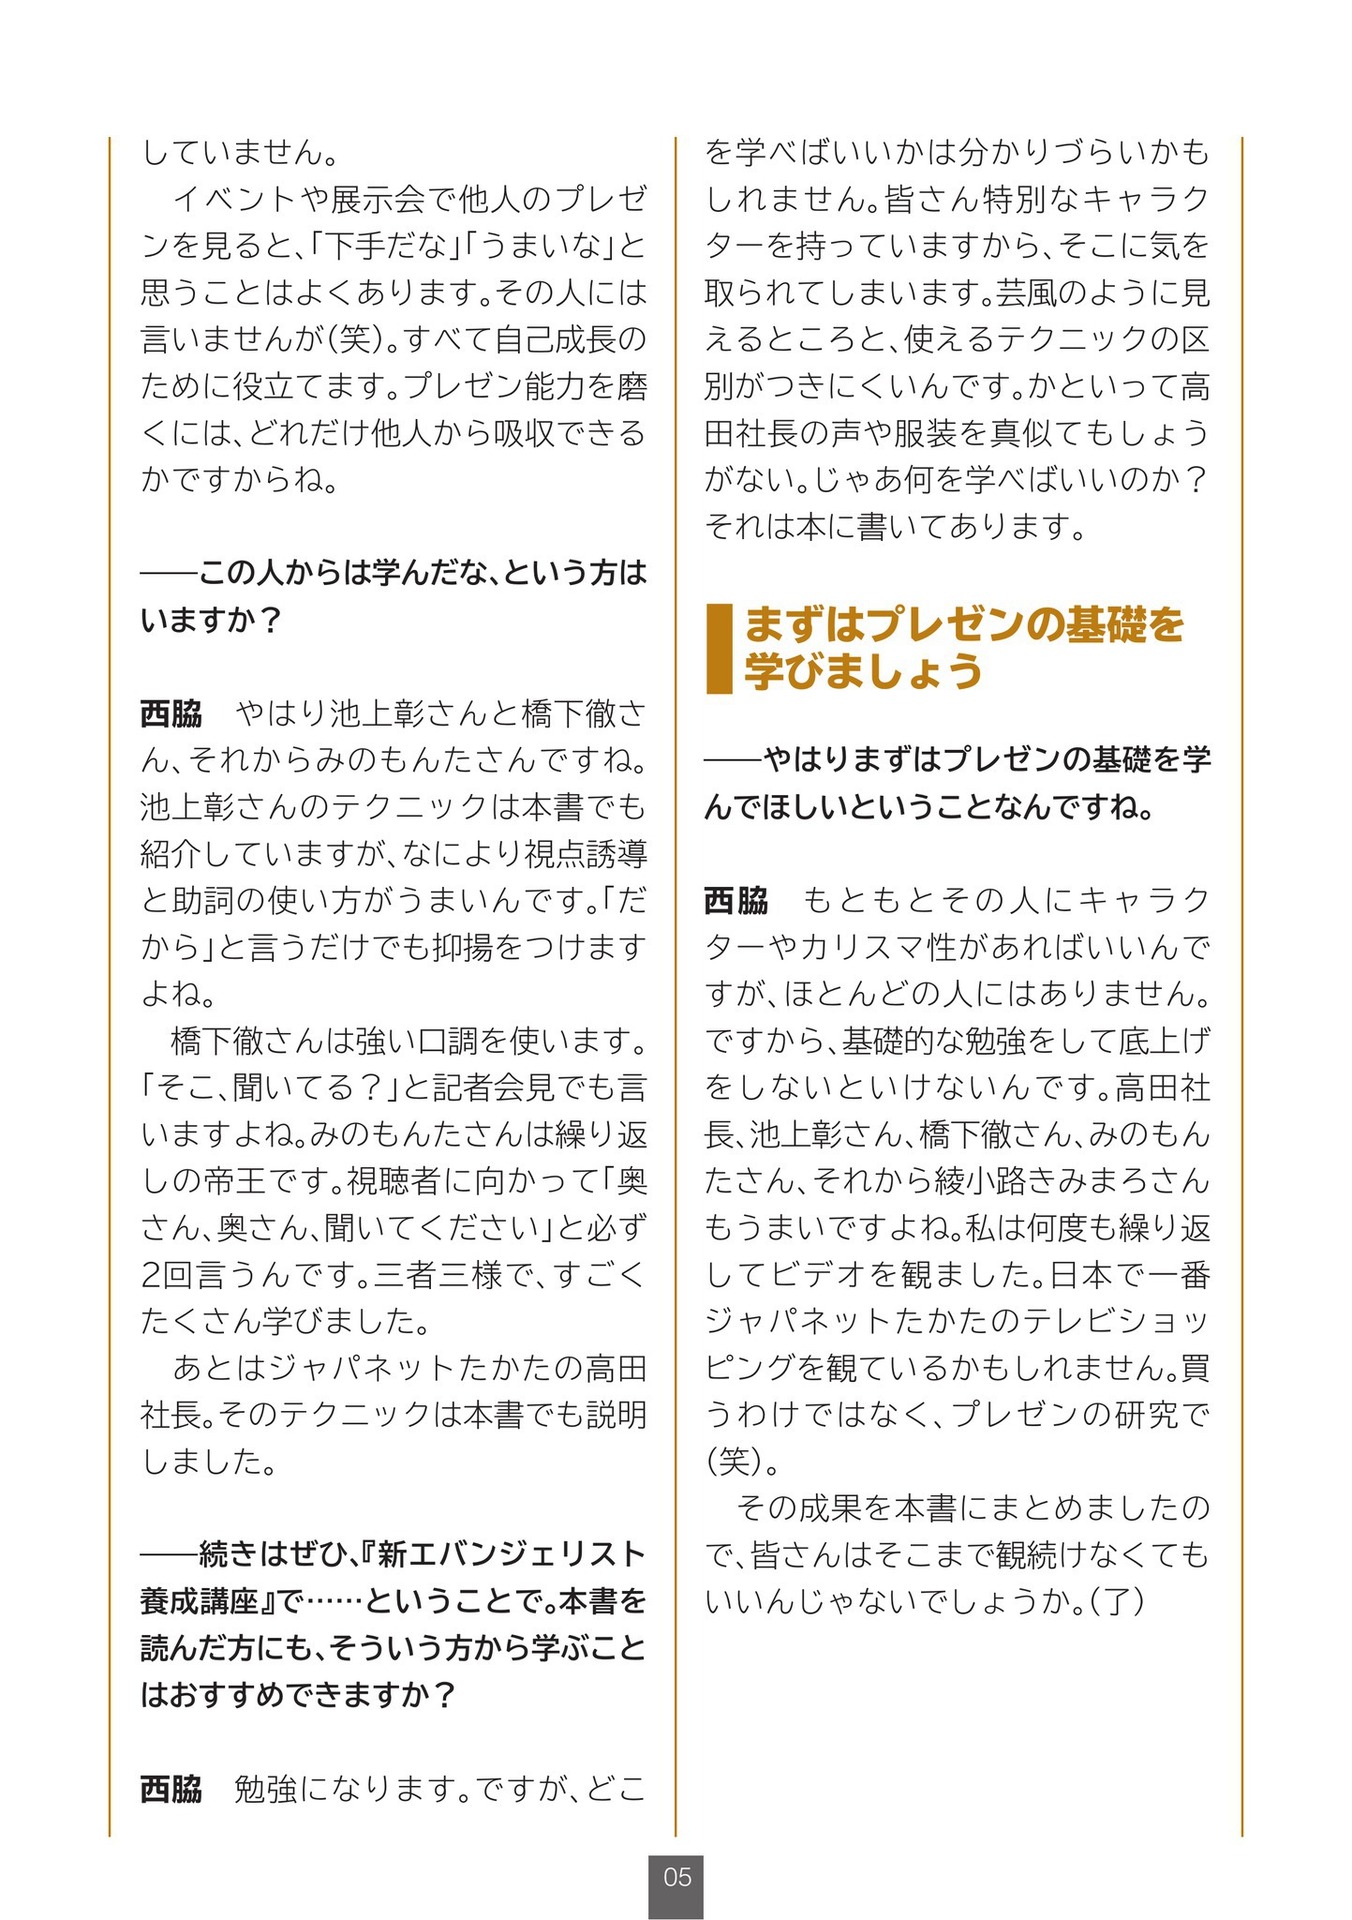 していません。
　イベントや展示会で他人のプレゼ
ンを見ると、「下手だな」「うまいな」と
思うことはよくあります。その人には
言いませんが（笑）。すべて自己成長の
ために役立てます。プレゼン能力を磨
くには、どれだけ他人から吸収できる
かですからね。
――この人からは学んだな、という方は
いますか？
西脇　やはり池上彰さんと橋下徹さ
ん、それからみのもんたさんですね。
池上彰さんのテクニックは本書でも
紹介していますが、なにより視点誘導
と助詞の使い方がうまいんです。「だ
から」と言うだけでも抑揚をつけます
よね。
　橋下徹さんは強い口調を使います。
「そこ、聞いてる？」と記者会見でも言
いますよね。みのもんたさんは繰り返
しの帝王です。視聴者に向かって「奥
さん、奥さん、聞いてください」と必ず
2回言うんです。三者三様で、すごく
たくさん学びました。
　あとはジャパネットたかたの高田
社長。そのテクニックは本書でも説明
しました。
――続きはぜひ、『新エバンジェリスト
養成講座』で……ということで。本書を
読んだ方にも、そういう方から学ぶこと
はおすすめできますか？
西脇　勉強になります。ですが、どこ
を学べばいいかは分かりづらいかも
しれません。皆さん特別なキャラク
ターを持っていますから、そこに気を
取られてしまいます。芸風のように見
えるところと、使えるテクニックの区
別がつきにくいんです。かといって高
田社長の声や服装を真似てもしょう
がない。じゃあ何を学べばいいのか？
それは本に書いてあります。
まずはプレゼンの基礎を
学びましょう
――やはりまずはプレゼンの基礎を学
んでほしいということなんですね。
西脇　もともとその人にキャラク
ターやカリスマ性があればいいんで
すが、ほとんどの人にはありません。
ですから、基礎的な勉強をして底上げ
をしないといけないんです。高田社
長、池上彰さん、橋下徹さん、みのもん
たさん、それから綾小路きみまろさん
もうまいですよね。私は何度も繰り返
してビデオを観ました。日本で一番
ジャパネットたかたのテレビショッ
ピングを観ているかもしれません。買
うわけではなく、プレゼンの研究で
（笑）。
　その成果を本書にまとめましたの
で、皆さんはそこまで観続けなくても
いいんじゃないでしょうか。（了）
05